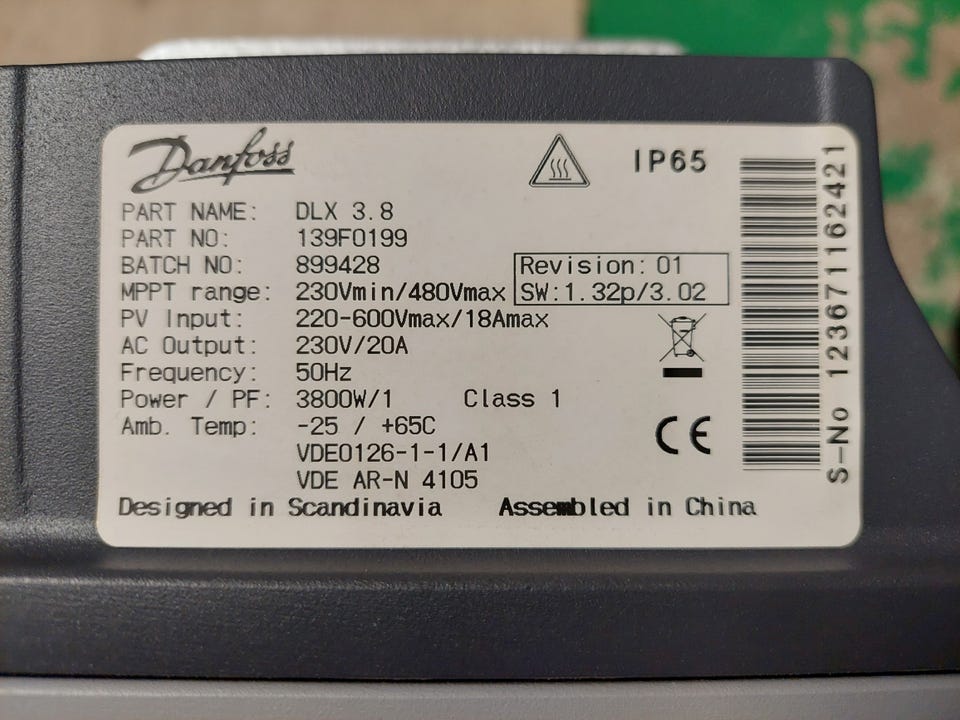 Danfoss
IP65
PART NAME: DLX 3.8
PART NO: 139F0199
BATCH NO: 899428
Revision: 01
MPPT range: 230Vmin/480Vmax
SW:1.32p/3.02
PV Input: 220-600Vmax/18Amax
AC Output: 230V/20A
Frequency: 50Hz
Power / PF: 3800W/1 Class 1
Amb. Temp: -25 / +65C
VDE0126-1-1/A1
VDE AR-N 4105
CE
Designed in Scandinavia Assembled in China
S-No 123671162421